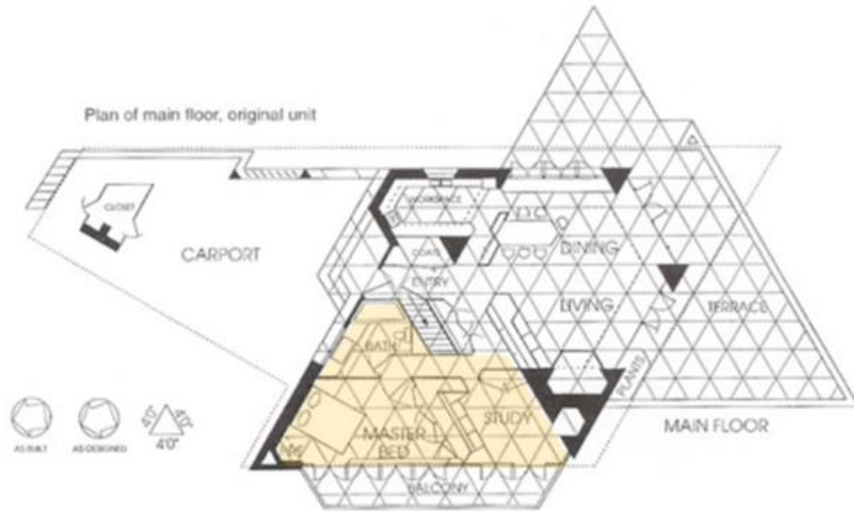 Plan of main floor, original unit
CLOSET
WORKSPACE
CARPORT
COATS
DINING
ENTRY
LIVING
TERRACE
BATH
PLANTS
STUDY
MAIN FLOOR
MASTER
BED
BALCONY
4'0" 4'0"
4'0"
AS BUILT
AS DESIGNED